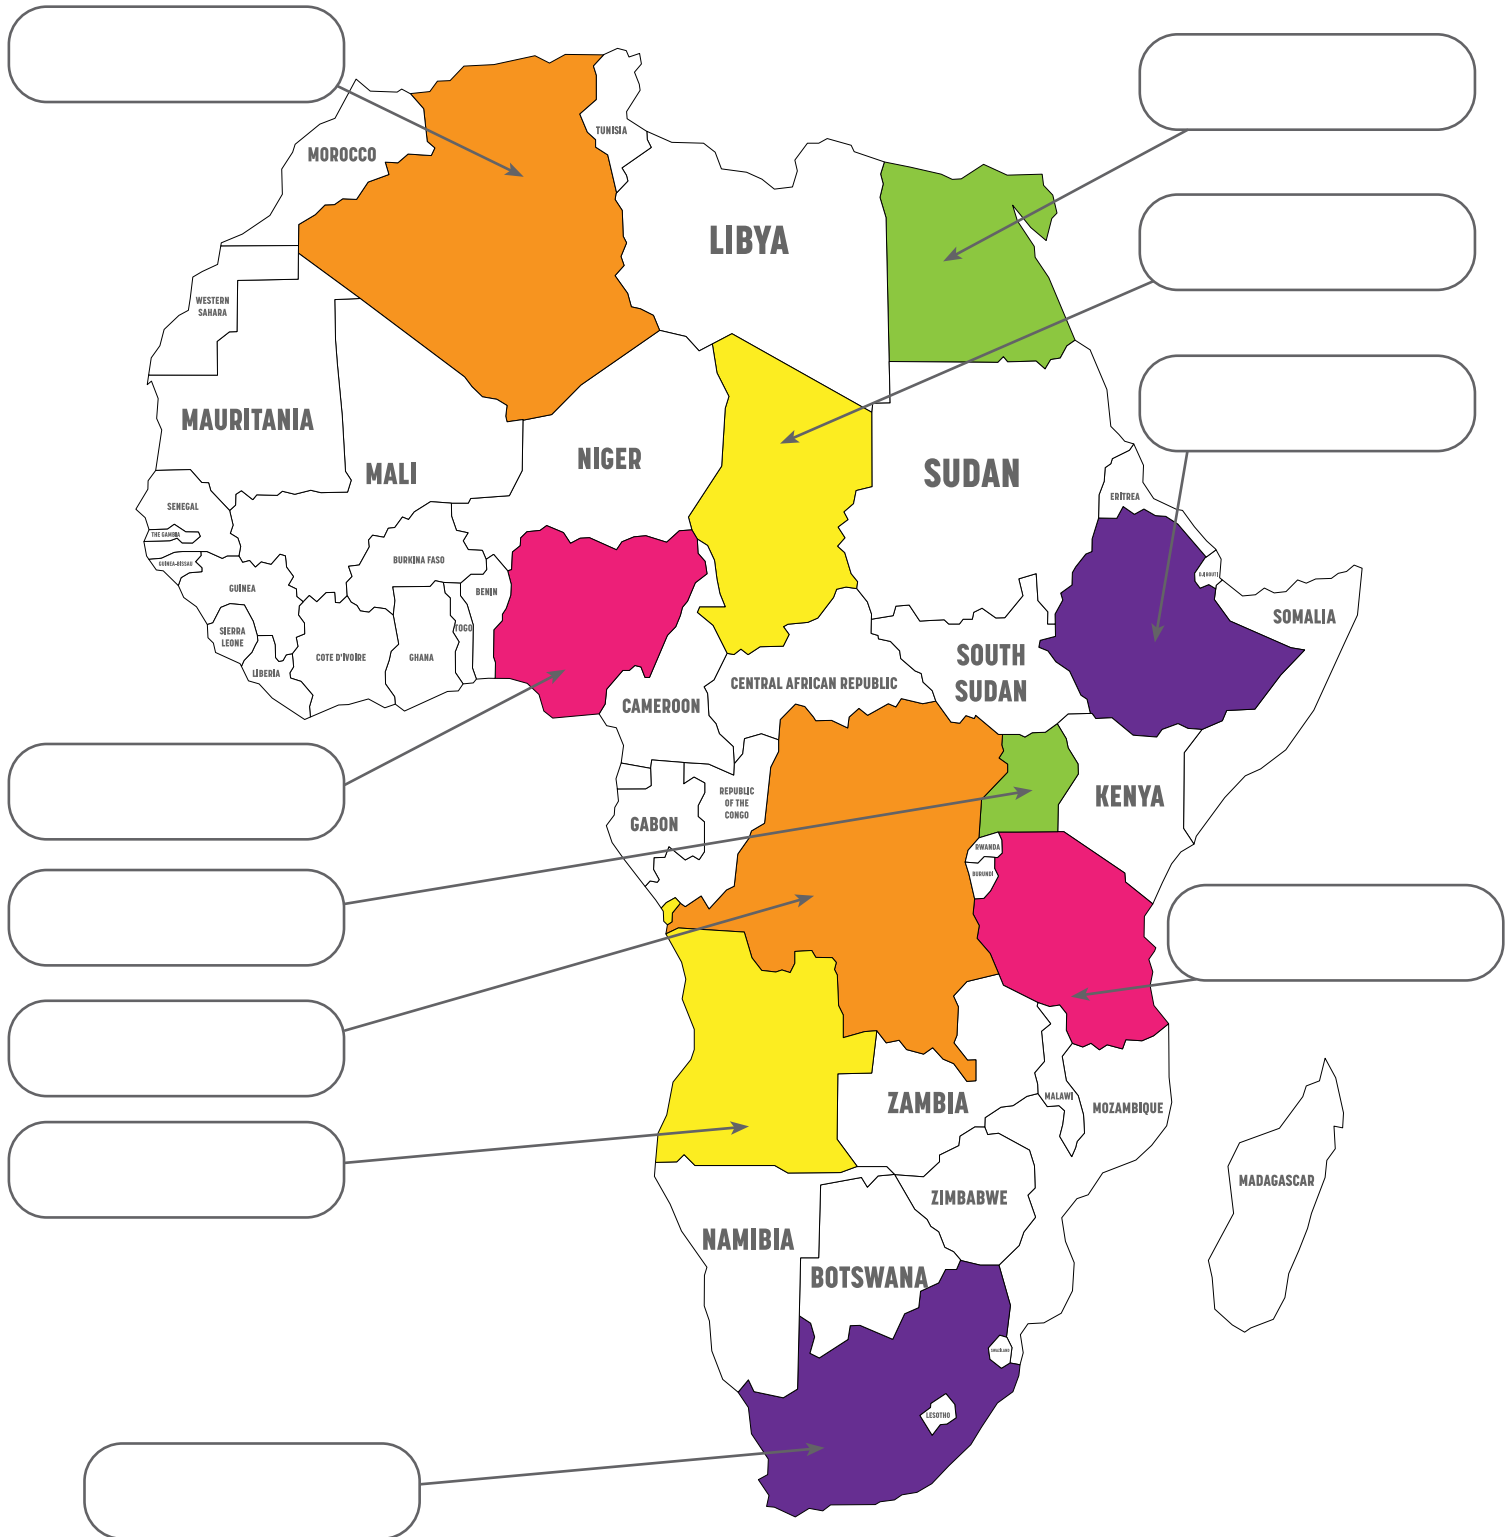 TUNISIA
MOROCCO
LIBYA
WESTERN
SAHARA
MAURITANIA
MALI
NIGER
SUDAN
ERITREA
SENEGAL
THE GAMBIA
GUINEA-BISSAU
BURKINA FASO
DJIBOUTI
GUINEA
BENIN
SOMALIA
SIERRA
LEONE
TOGO
COTE D'IVOIRE
GHANA
LIBERIA
SOUTH
SUDAN
CENTRAL AFRICAN REPUBLIC
CAMEROON
REPUBLIC
OF THE
CONGO
KENYA
GABON
RWANDA
BURUNDI
ZAMBIA
MALAWI
MOZAMBIQUE
MADAGASCAR
ZIMBABWE
NAMIBIA
BOTSWANA
LESOTHO